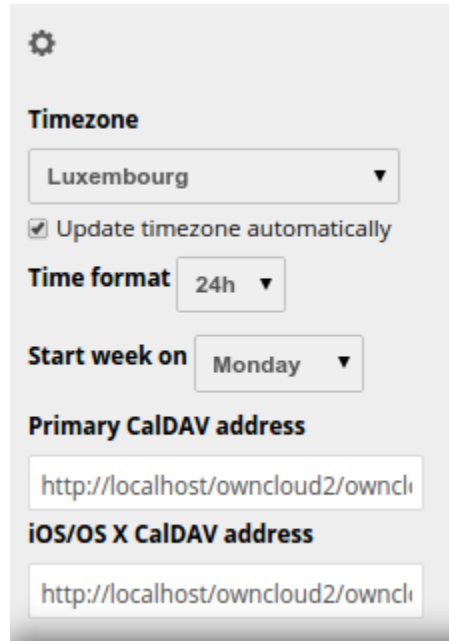 Timezone
Luxembourg
Update timezone automatically
Time format 24h
Start week on Monday
Primary CalDAV address
http://localhost/owncloud2/owncl
iOS/OS X CalDAV address
http://localhost/owncloud2/owncl